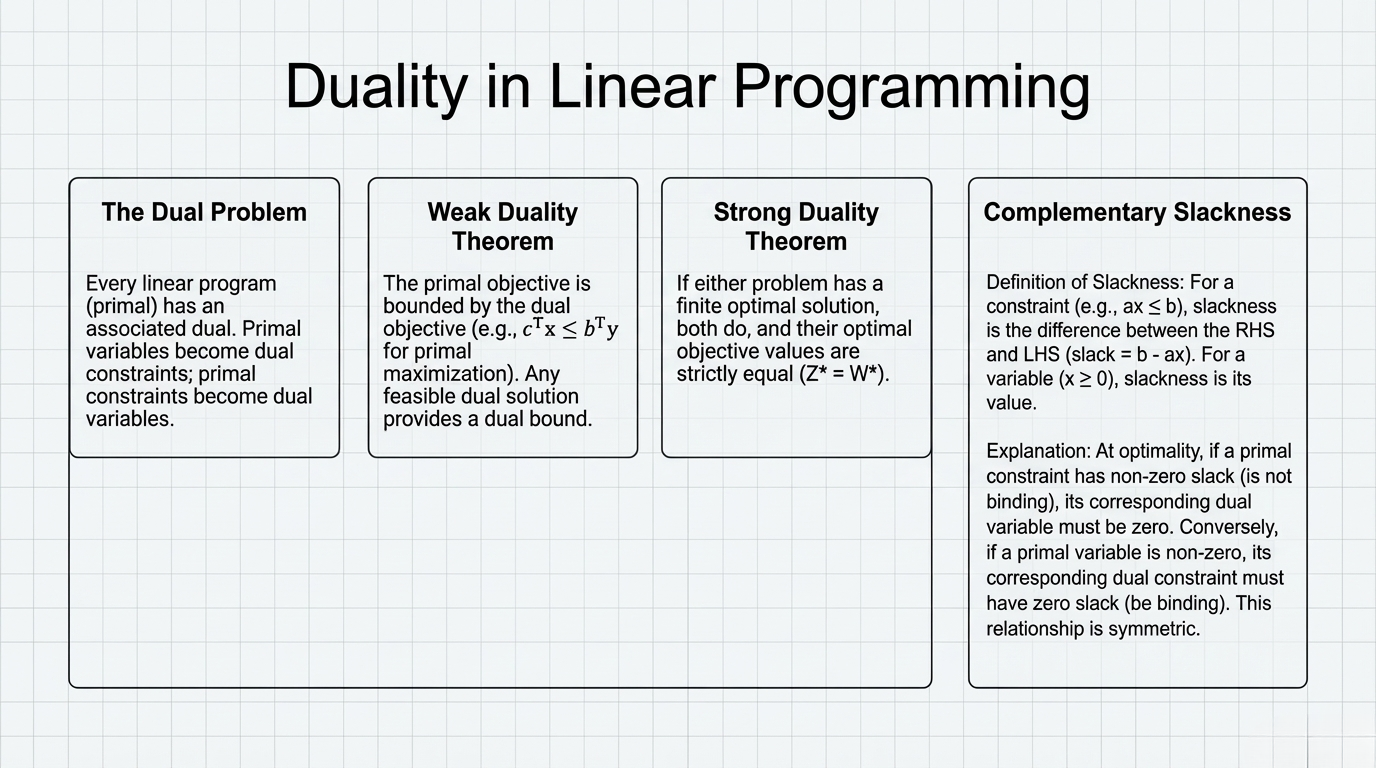 Duality in Linear Programming
The Dual Problem
Every linear program
(primal) has an
associated dual. Primal
variables become dual
constraints; primal
constraints become dual
variables.
Weak Duality
Theorem
The primal objective is
bounded by the dual
objective (e.g., cᵀx ≤ bᵀy
for primal
maximization). Any
feasible dual solution
provides a dual bound.
Strong Duality
Theorem
If either problem has a
finite optimal solution,
both do, and their optimal
objective values are
strictly equal (Z* = W*).
Complementary Slackness
Definition of Slackness: For a
constraint (e.g., ax ≤ b), slackness
is the difference between the RHS
and LHS (slack = b - ax). For a
variable (x ≥ 0), slackness is its
value.
Explanation: At optimality, if a primal
constraint has non-zero slack (is not
binding), its corresponding dual
variable must be zero. Conversely,
if a primal variable is non-zero, its
corresponding dual constraint must
have zero slack (be binding). This
relationship is symmetric.